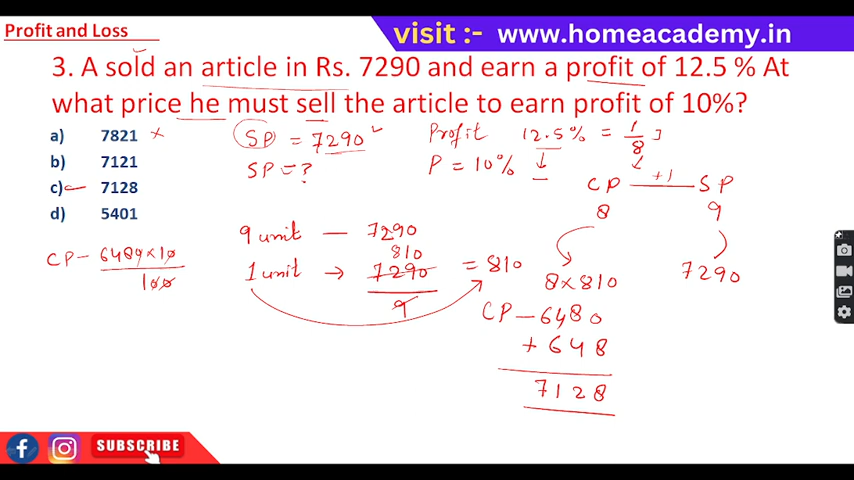 Profit and Loss
visit :- www.homeacademy.in
3. A sold an article in Rs. 7290 and earn a profit of 12.5 % At
what price he must sell the article to earn profit of 10%?
a) 7821 ×
b) 7121
c) 7128
d) 5401
SP = 7290
SP = ?
Profit 12.5% = 1/8
P = 10%
CP +1 SP
8 9
9 unit — 7290
810
1 unit → 7290/9 = 810
8×810
7290
CP — 6480×10/100
CP — 6480
+ 648
7128
SUBSCRIBE